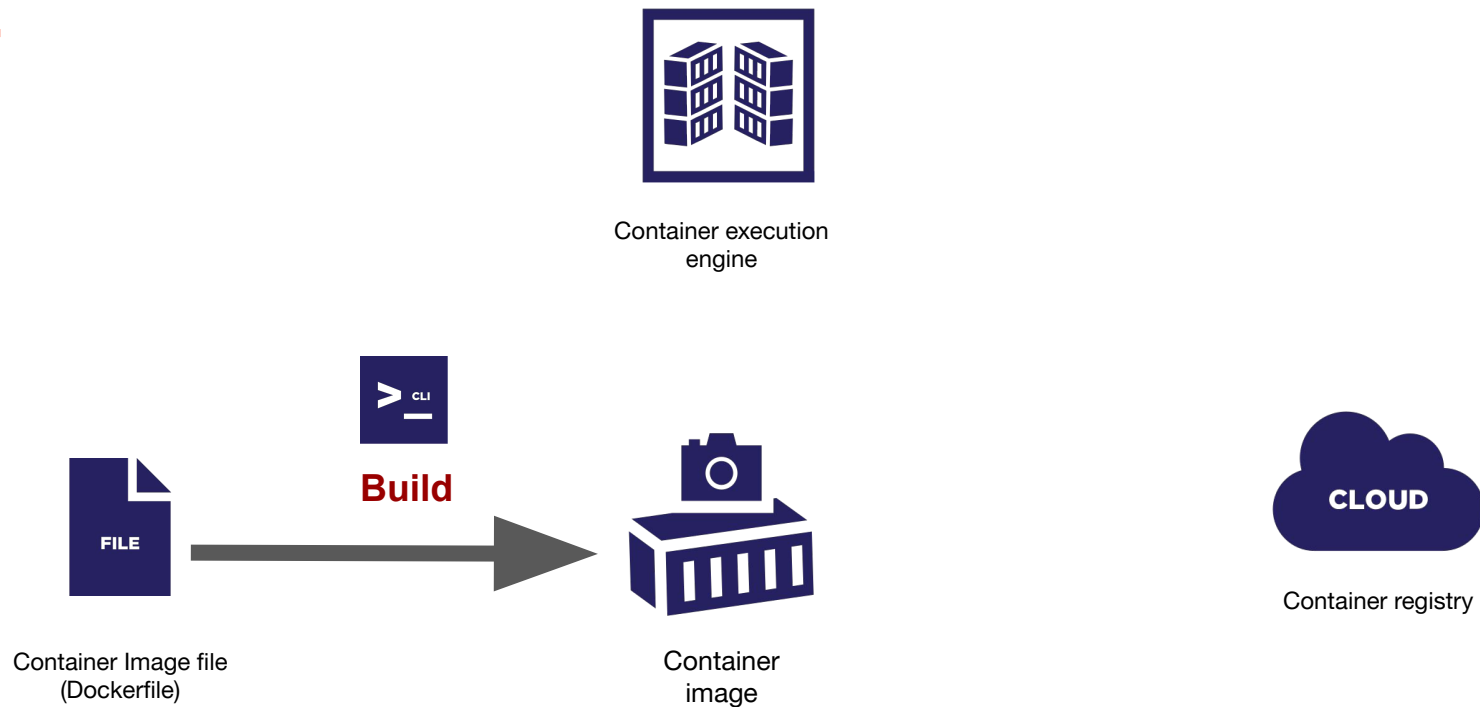 Container execution
engine
>_ CLI
Build
FILE
CLOUD
Container Image file
(Dockerfile)
Container
image
Container registry